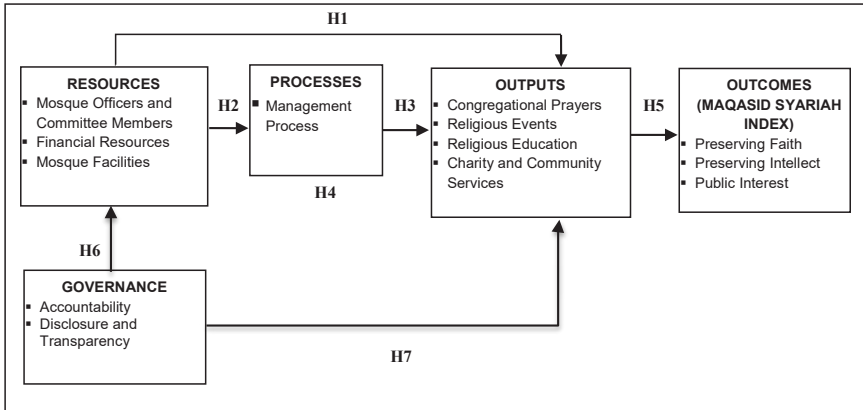 H1
RESOURCES
▪ Mosque Officers and
Committee Members
▪ Financial Resources
▪ Mosque Facilities
H2
PROCESSES
▪ Management
Process
H3
H4
OUTPUTS
▪ Congregational Prayers
▪ Religious Events
▪ Religious Education
▪ Charity and Community
Services
H5
OUTCOMES
(MAQASID SYARIAH
INDEX)
▪ Preserving Faith
▪ Preserving Intellect
▪ Public Interest
H6
GOVERNANCE
▪ Accountability
▪ Disclosure and
Transparency
H7